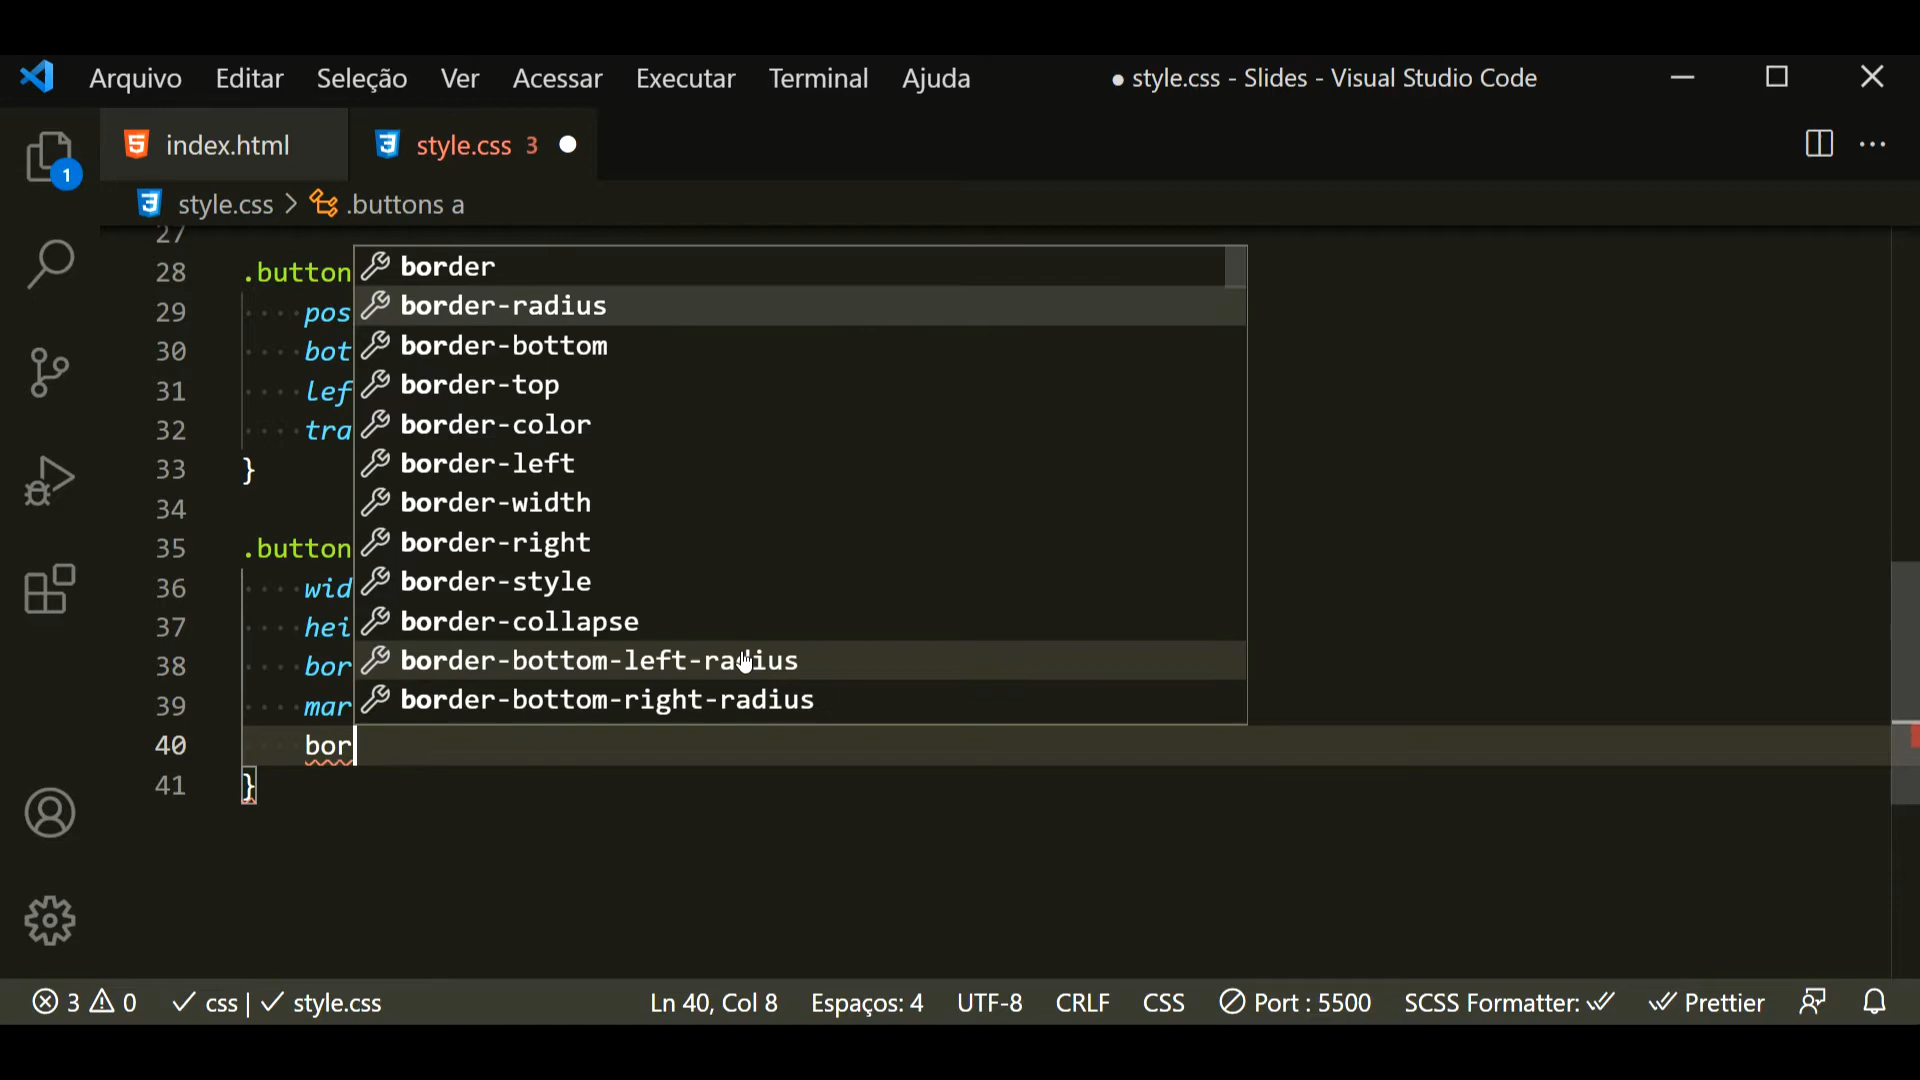 Arquivo Editar Seleção Ver Acessar Executar Terminal Ajuda ● style.css - Slides - Visual Studio Code
index.html style.css 3
1
style.css > .buttons a
27
28 .button
29 pos
30 bot
31 lef
32 tra
33 }
34
35 .button
36 wid
37 hei
38 bor
39 mar
40 bor
41 }
border
border-radius
border-bottom
border-top
border-color
border-left
border-width
border-right
border-style
border-collapse
border-bottom-left-radius
border-bottom-right-radius
3 0 css | style.css Ln 40, Col 8 Espaços: 4 UTF-8 CRLF CSS Port : 5500 SCSS Formatter: Prettier